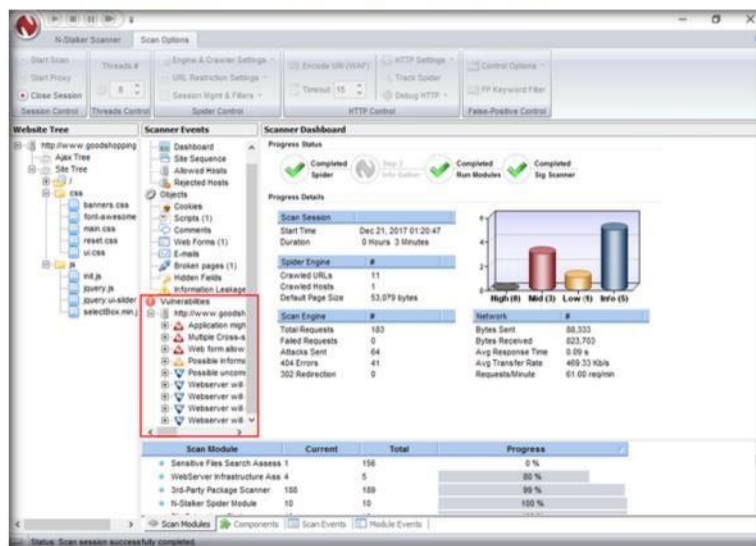 N-Stalker Scanner
Scan Options
Start Scan
Start Proxy
Close Session
Session Control
Threads #
8
Threads Control
Engine & Crawler Settings
URL Restriction Settings
Session Mgnt & Filters
Spider Control
Encode URI (WAF)
Timeout 15
HTTP Settings
Track Spider
Debug HTTP
HTTP Control
Control Options
FP Keyword Filter
False-Positive Control
Website Tree
http://www.goodshopping
Ajax Tree
Site Tree
/
css
banners.css
font-awesome
main.css
reset.css
ui.css
js
init.js
jquery.js
jquery.ui-slider
selectBox.min.j
Scanner Events
Dashboard
Site Sequence
Allowed Hosts
Rejected Hosts
Objects
Cookies
Scripts (1)
Comments
Web Forms (1)
E-mails
Broken pages (1)
Hidden Fields
Information Leakage
Vulnerabilities
http://www.goodsh
Application migh
Multiple Cross-s
Web form allow
Possible informa
Possible uncom
Webserver will
Webserver will
Webserver will
Webserver will
Scanner Dashboard
Progress Status
Completed
Spider
Step 2
Info Gather
Completed
Run Modules
Completed
Sig Scanner
Progress Details
Scan Session
Start Time Dec 21, 2017 01:20:47
Duration 0 Hours 3 Minutes
Spider Engine #
Crawled URLs 11
Crawled Hosts 1
Default Page Size 53,079 bytes
Scan Engine #
Total Requests 183
Failed Requests 0
Attacks Sent 64
404 Errors 41
302 Redirection 0
6
4
2
0
High (0) Mid (3) Low (1) Info (5)
Network #
Bytes Sent 88,333
Bytes Received 823,703
Avg Response Time 0.09 s
Avg Transfer Rate 469.33 Kb/s
Requests/Minute 61.00 req/min
Scan Module Current Total Progress
Sensitive Files Search Assess 1 156 0 %
WebServer Infrastructure Ass 4 5 80 %
3rd-Party Package Scanner 188 189 99 %
N-Stalker Spider Module 10 10 100 %
Scan Modules
Components
Scan Events
Module Events
Status: Scan session successfully completed